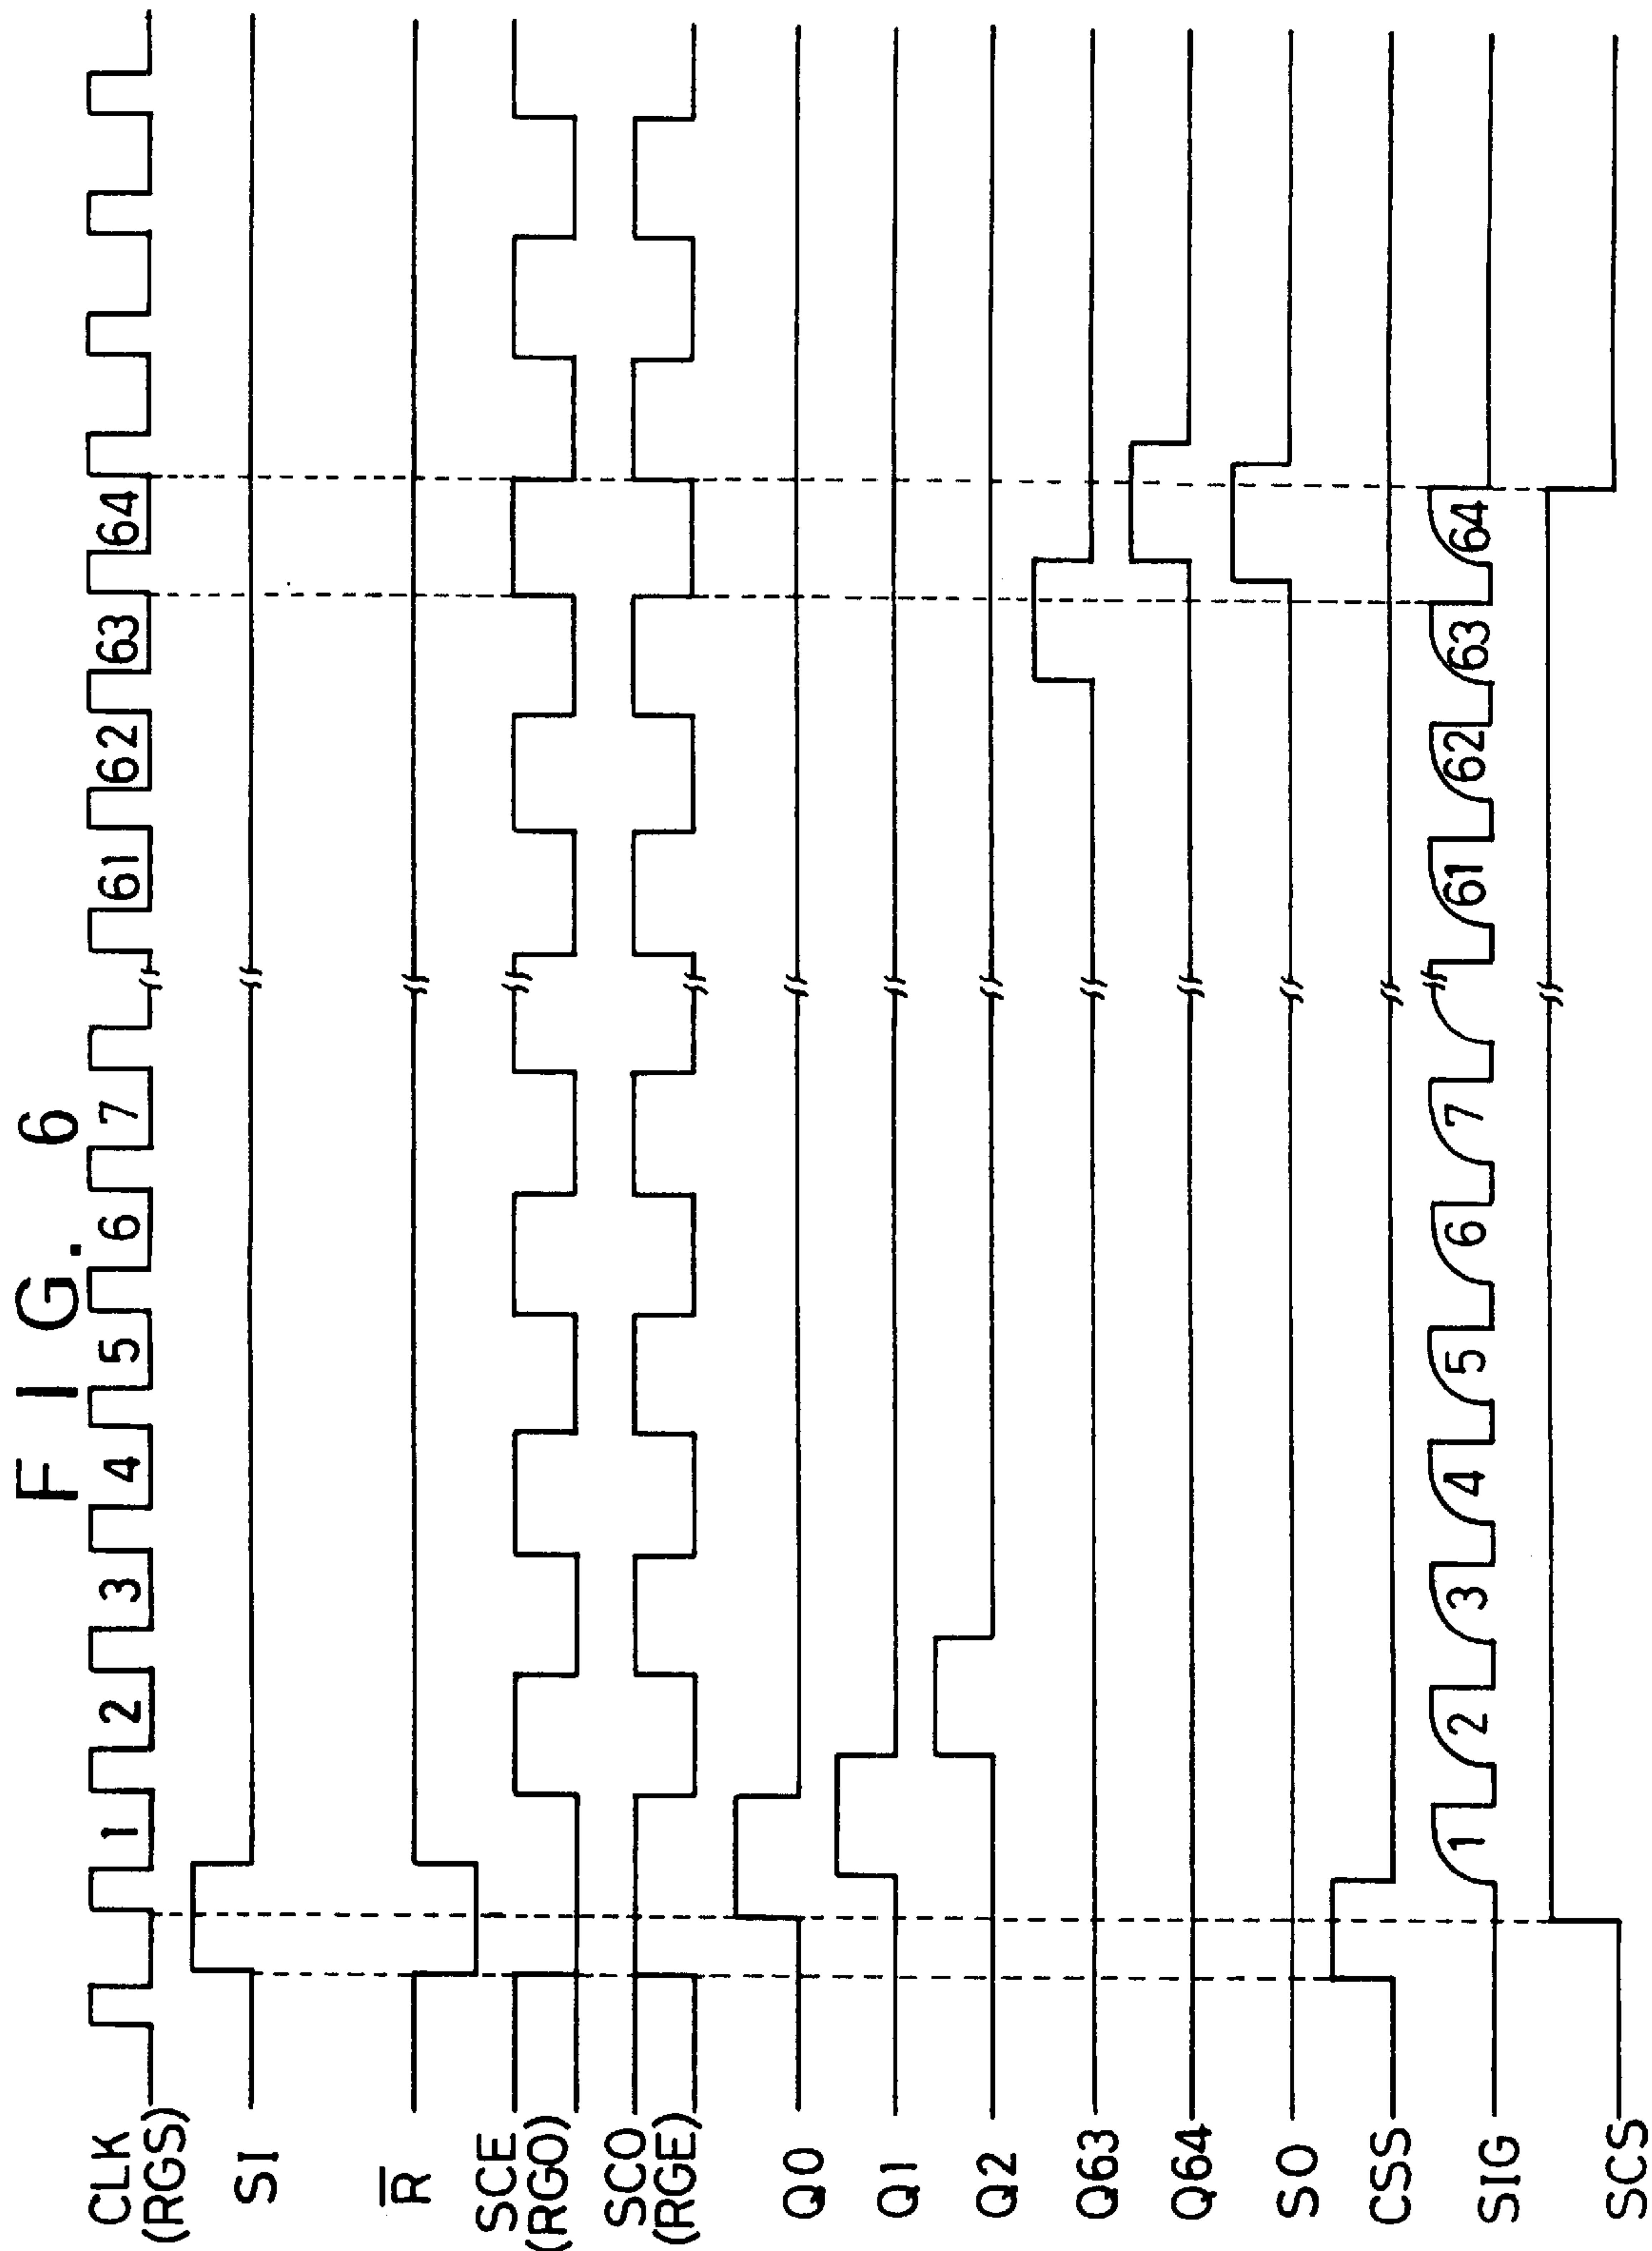 FIG. 6
CLK 1 2 3 4 5 6 7 61 62 63 64
(RGS)
SI
R̅
SCE
(RGO)
SCO
(RGE)
Q0
Q1
Q2
Q63
Q64
SO
CSS
SIG 1 2 3 4 5 6 7 61 62 63 64
SCS